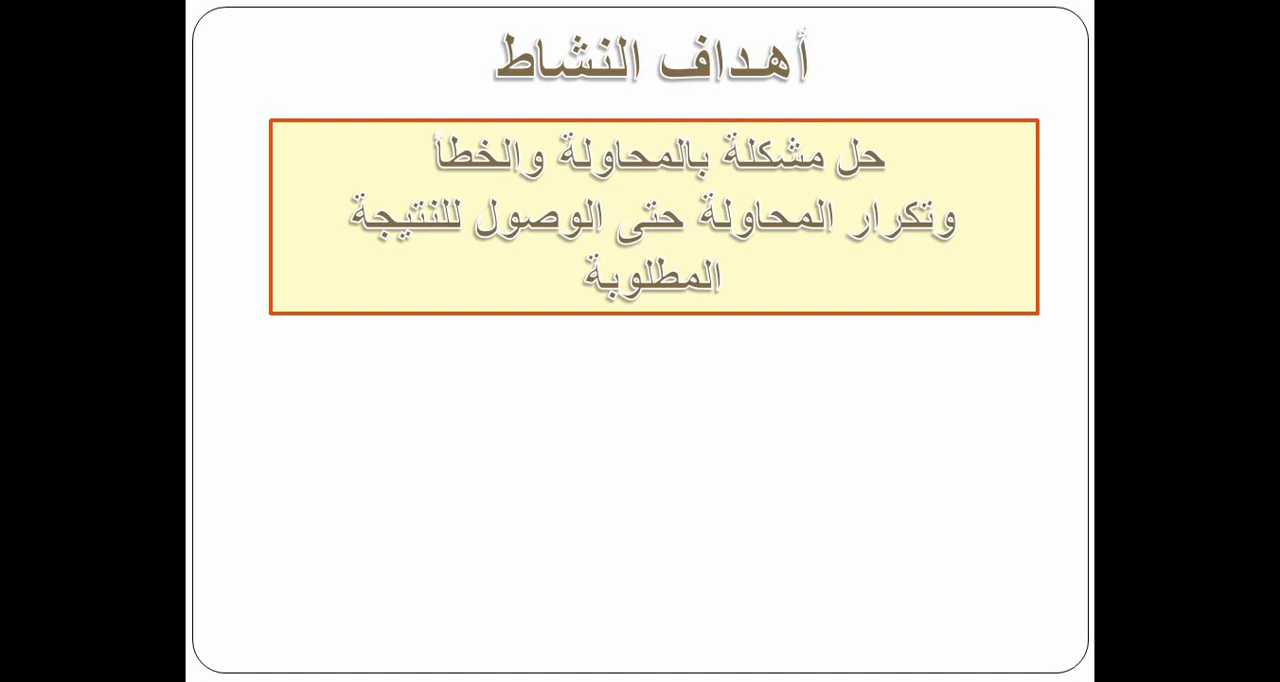 أهداف النشاط
حل مشكلة بالمحاولة والخطأ
وتكرار المحاولة حتى الوصول للنتيجة
المطلوبة